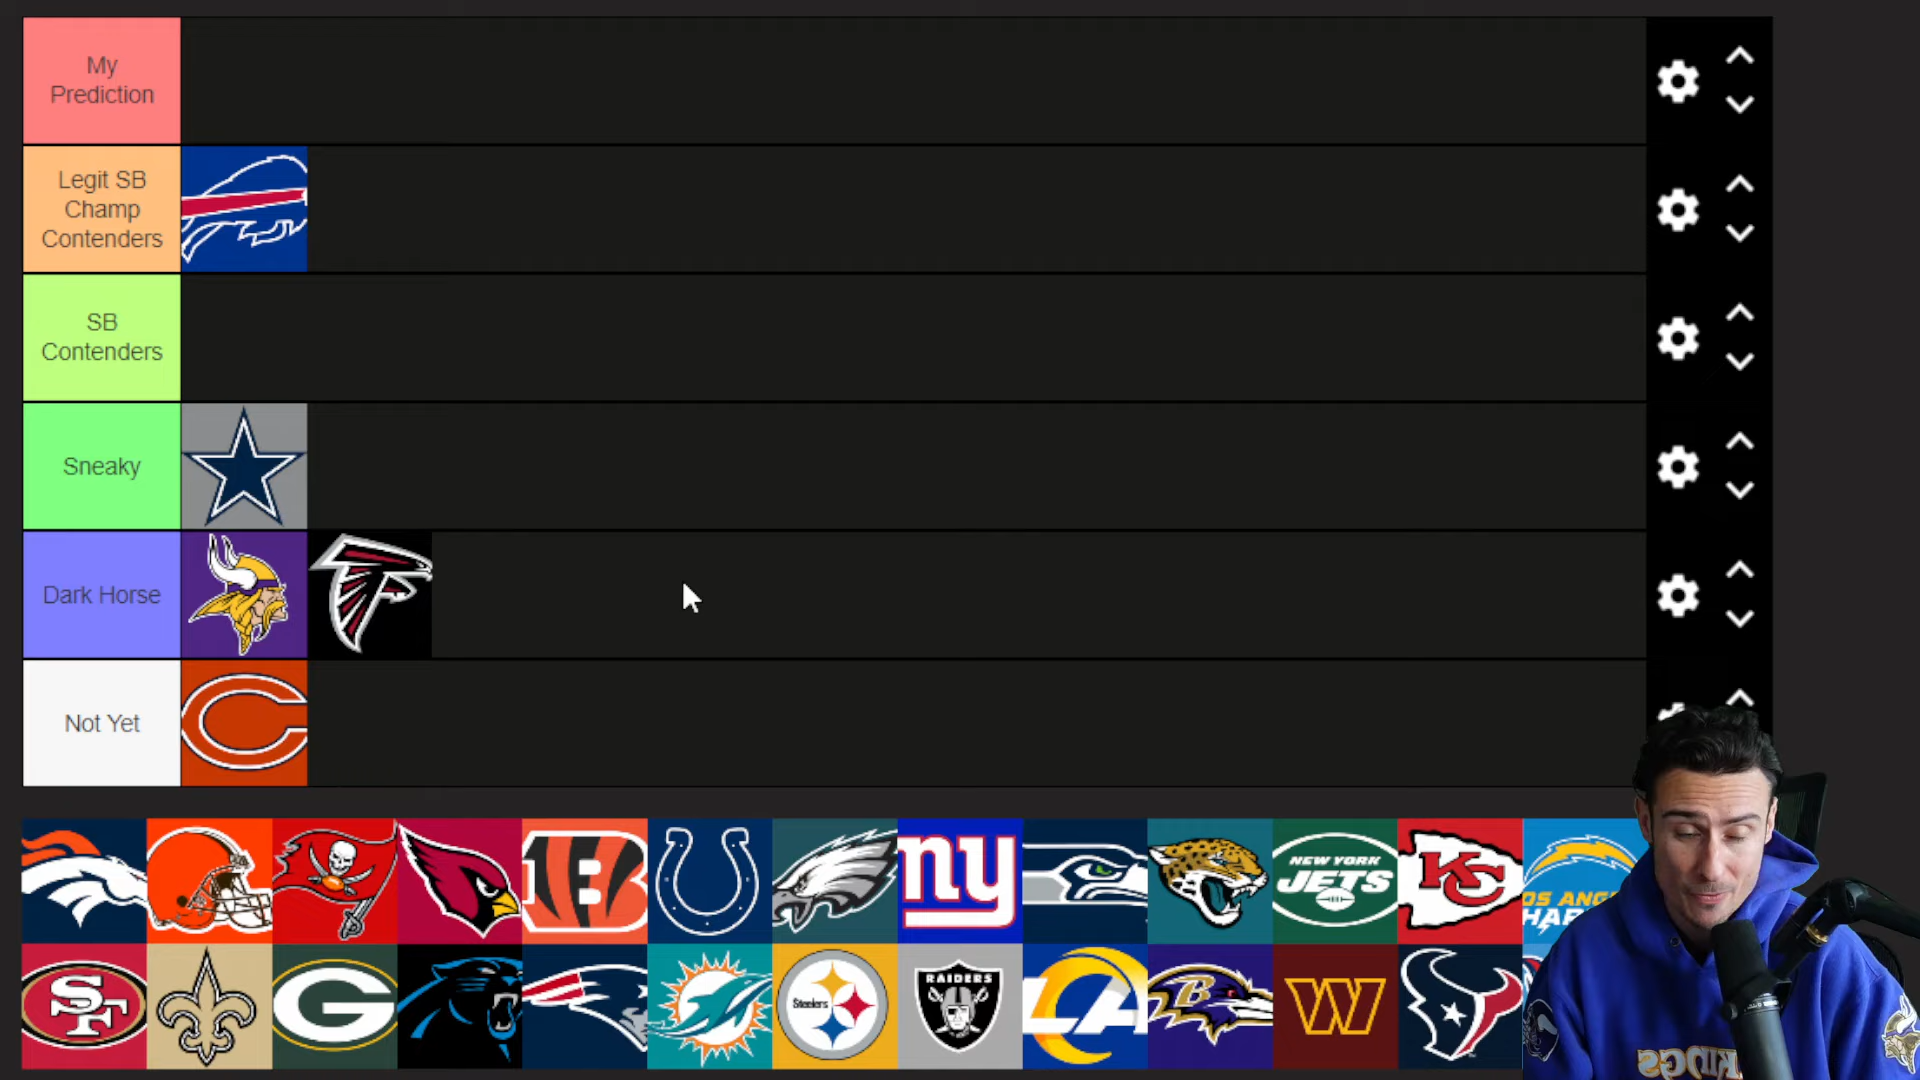 My
Prediction
Legit SB
Champ
Contenders
SB
Contenders
Sneaky
Dark Horse
Not Yet
ny
NEW YORK
JETS
KC
SF
G
Steelers
RAIDERS
LA
B
W